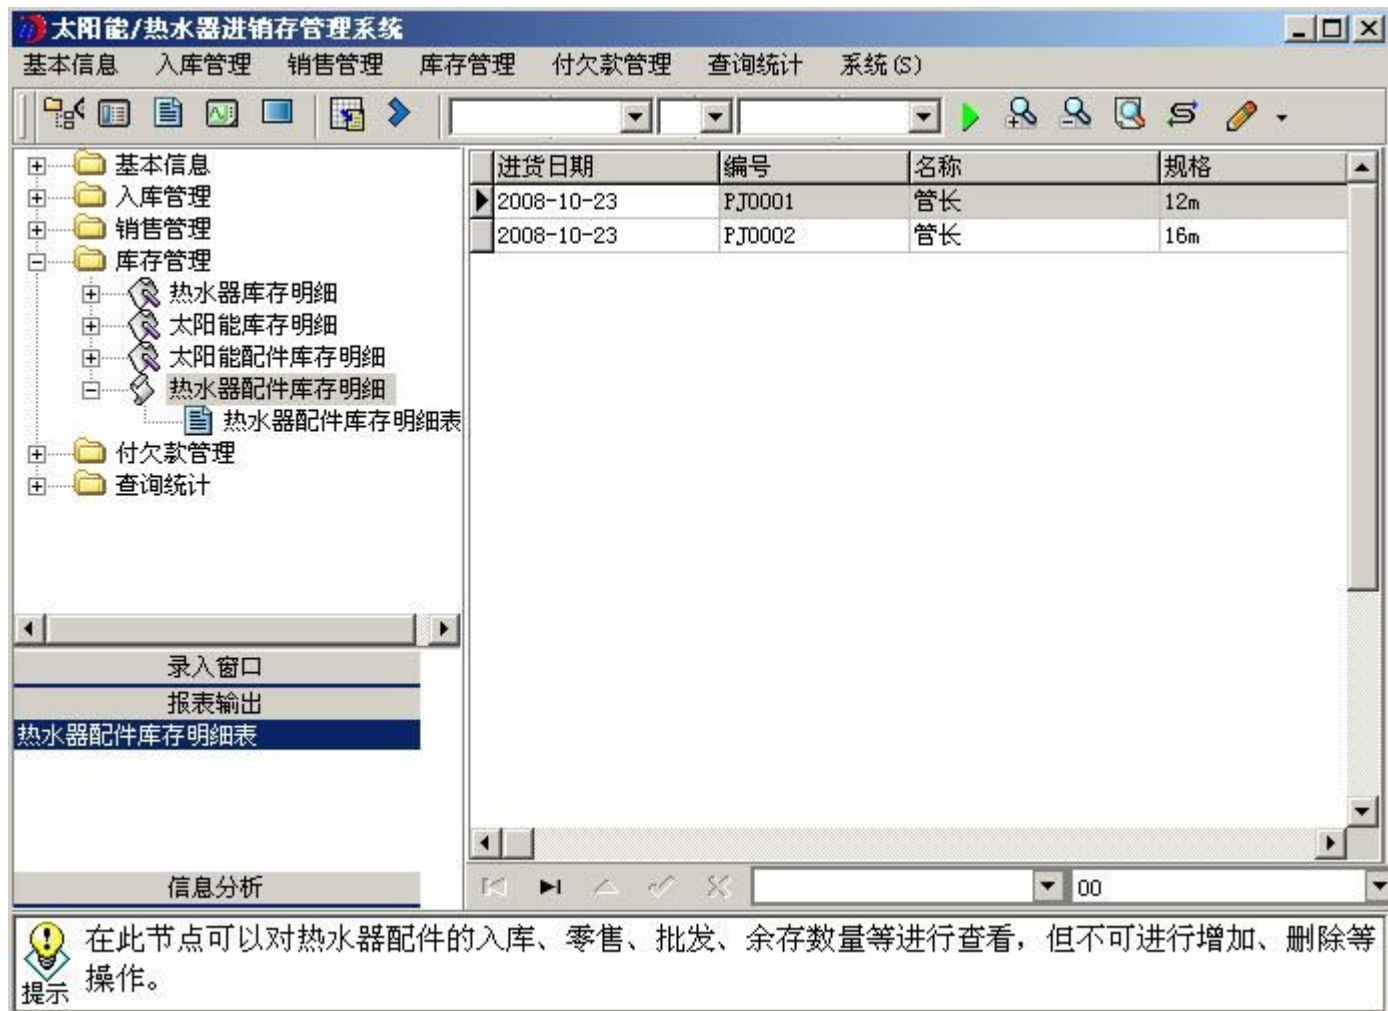 太阳能/热水器进销存管理系统
基本信息 入库管理 销售管理 库存管理 付欠款管理 查询统计 系统(S)
基本信息
入库管理
销售管理
库存管理
热水器库存明细
太阳能库存明细
太阳能配件库存明细
热水器配件库存明细
热水器配件库存明细表
付欠款管理
查询统计
进货日期 编号 名称 规格
2008-10-23 PJ0001 管长 12m
2008-10-23 PJ0002 管长 16m
录入窗口
报表输出
热水器配件库存明细表
信息分析
00
在此节点可以对热水器配件的入库、零售、批发、余存数量等进行查看，但不可进行增加、删除等
操作。
提示